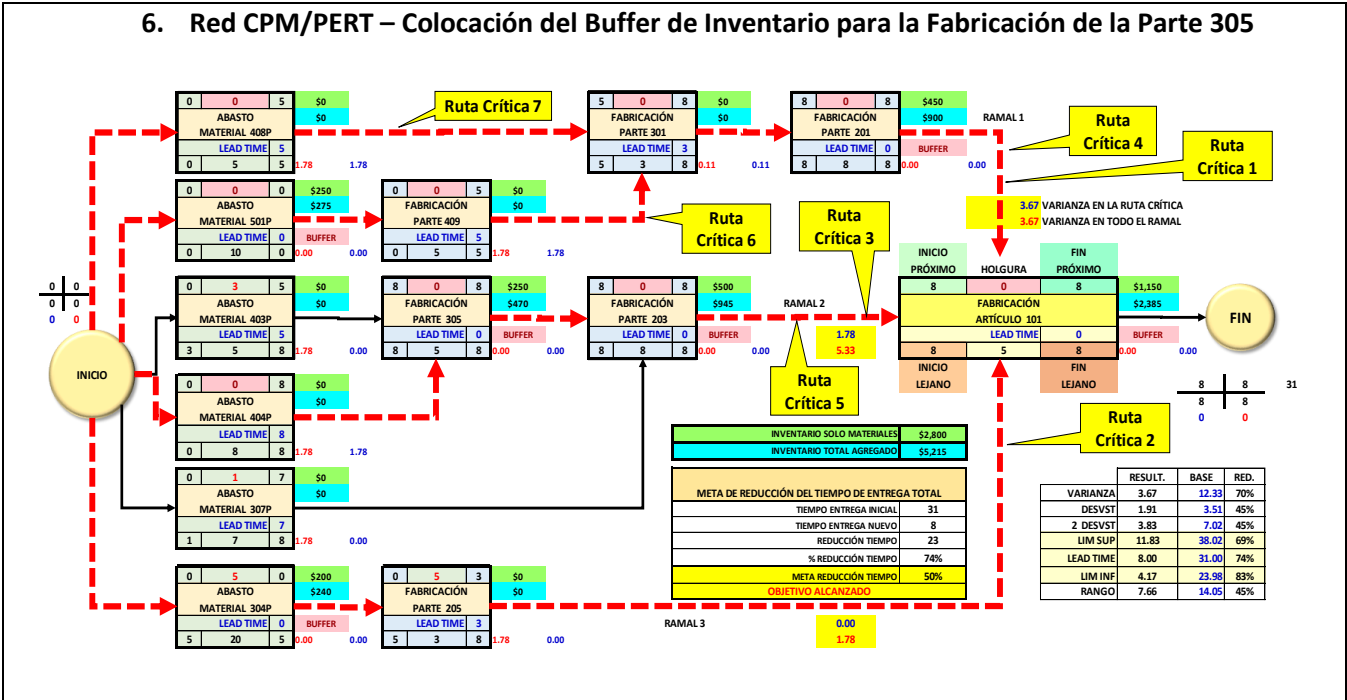 6. Red CPM/PERT – Colocación del Buffer de Inventario para la Fabricación de la Parte 305
0 0 5 $0
ABASTO $0
MATERIAL 408P
LEAD TIME 5
0 5 5 1.78 1.78
Ruta Crítica 7
5 0 8 $0
FABRICACIÓN $0
PARTE 301
LEAD TIME 3
5 3 8 0.11 0.11
8 0 8 $450
FABRICACIÓN $900
PARTE 201
LEAD TIME 0 BUFFER
8 8 8 0.00 0.00
RAMAL 1
Ruta
Crítica 4
Ruta
Crítica 1
0 0 0 $250
ABASTO $275
MATERIAL 501P
LEAD TIME 0 BUFFER
0 10 0 0.00 0.00
0 0 5 $0
FABRICACIÓN $0
PARTE 409
LEAD TIME 5
0 5 5 1.78 1.78
Ruta
Crítica 6
Ruta
Crítica 3
3.67 VARIANZA EN LA RUTA CRÍTICA
3.67 VARIANZA EN TODO EL RAMAL
0 0
0 0
0 0
INICIO
0 3 5 $0
ABASTO $0
MATERIAL 403P
LEAD TIME 5
3 5 8 1.78 0.00
8 0 8 $250
FABRICACIÓN $470
PARTE 305
LEAD TIME 0 BUFFER
8 5 8 0.00 0.00
8 0 8 $500
FABRICACIÓN $945
PARTE 203
LEAD TIME 0 BUFFER
8 8 8 0.00 0.00
RAMAL 2
1.78
5.33
Ruta
Crítica 5
INICIO FIN
PRÓXIMO HOLGURA PRÓXIMO
8 0 8 $1,150
FABRICACIÓN $2,385
ARTÍCULO 101
LEAD TIME 0 BUFFER
8 5 8 0.00 0.00
INICIO FIN
LEJANO LEJANO
FIN
8 8 31
8 8
0 0
Ruta
Crítica 2
0 0 8 $0
ABASTO $0
MATERIAL 404P
LEAD TIME 8
0 8 8 1.78 1.78
0 1 7 $0
ABASTO $0
MATERIAL 307P
LEAD TIME 7
1 7 8 1.78 0.00
INVENTARIO SOLO MATERIALES $2,800
INVENTARIO TOTAL AGREGADO $5,215
META DE REDUCCIÓN DEL TIEMPO DE ENTREGA TOTAL
TIEMPO ENTREGA INICIAL 31
TIEMPO ENTREGA NUEVO 8
REDUCCIÓN TIEMPO 23
% REDUCCIÓN TIEMPO 74%
META REDUCCIÓN TIEMPO 50%
OBJETIVO ALCANZADO
RESULT. BASE RED.
VARIANZA 3.67 12.33 70%
DESVST 1.91 3.51 45%
2 DESVST 3.83 7.02 45%
LIM SUP 11.83 38.02 69%
LEAD TIME 8.00 31.00 74%
LIM INF 4.17 23.98 83%
RANGO 7.66 14.05 45%
0 5 0 $200
ABASTO $240
MATERIAL 304P
LEAD TIME 0 BUFFER
5 20 5 0.00 0.00
0 5 3 $0
FABRICACIÓN $0
PARTE 205
LEAD TIME 3
5 3 8 1.78 0.00
RAMAL 3
0.00
1.78